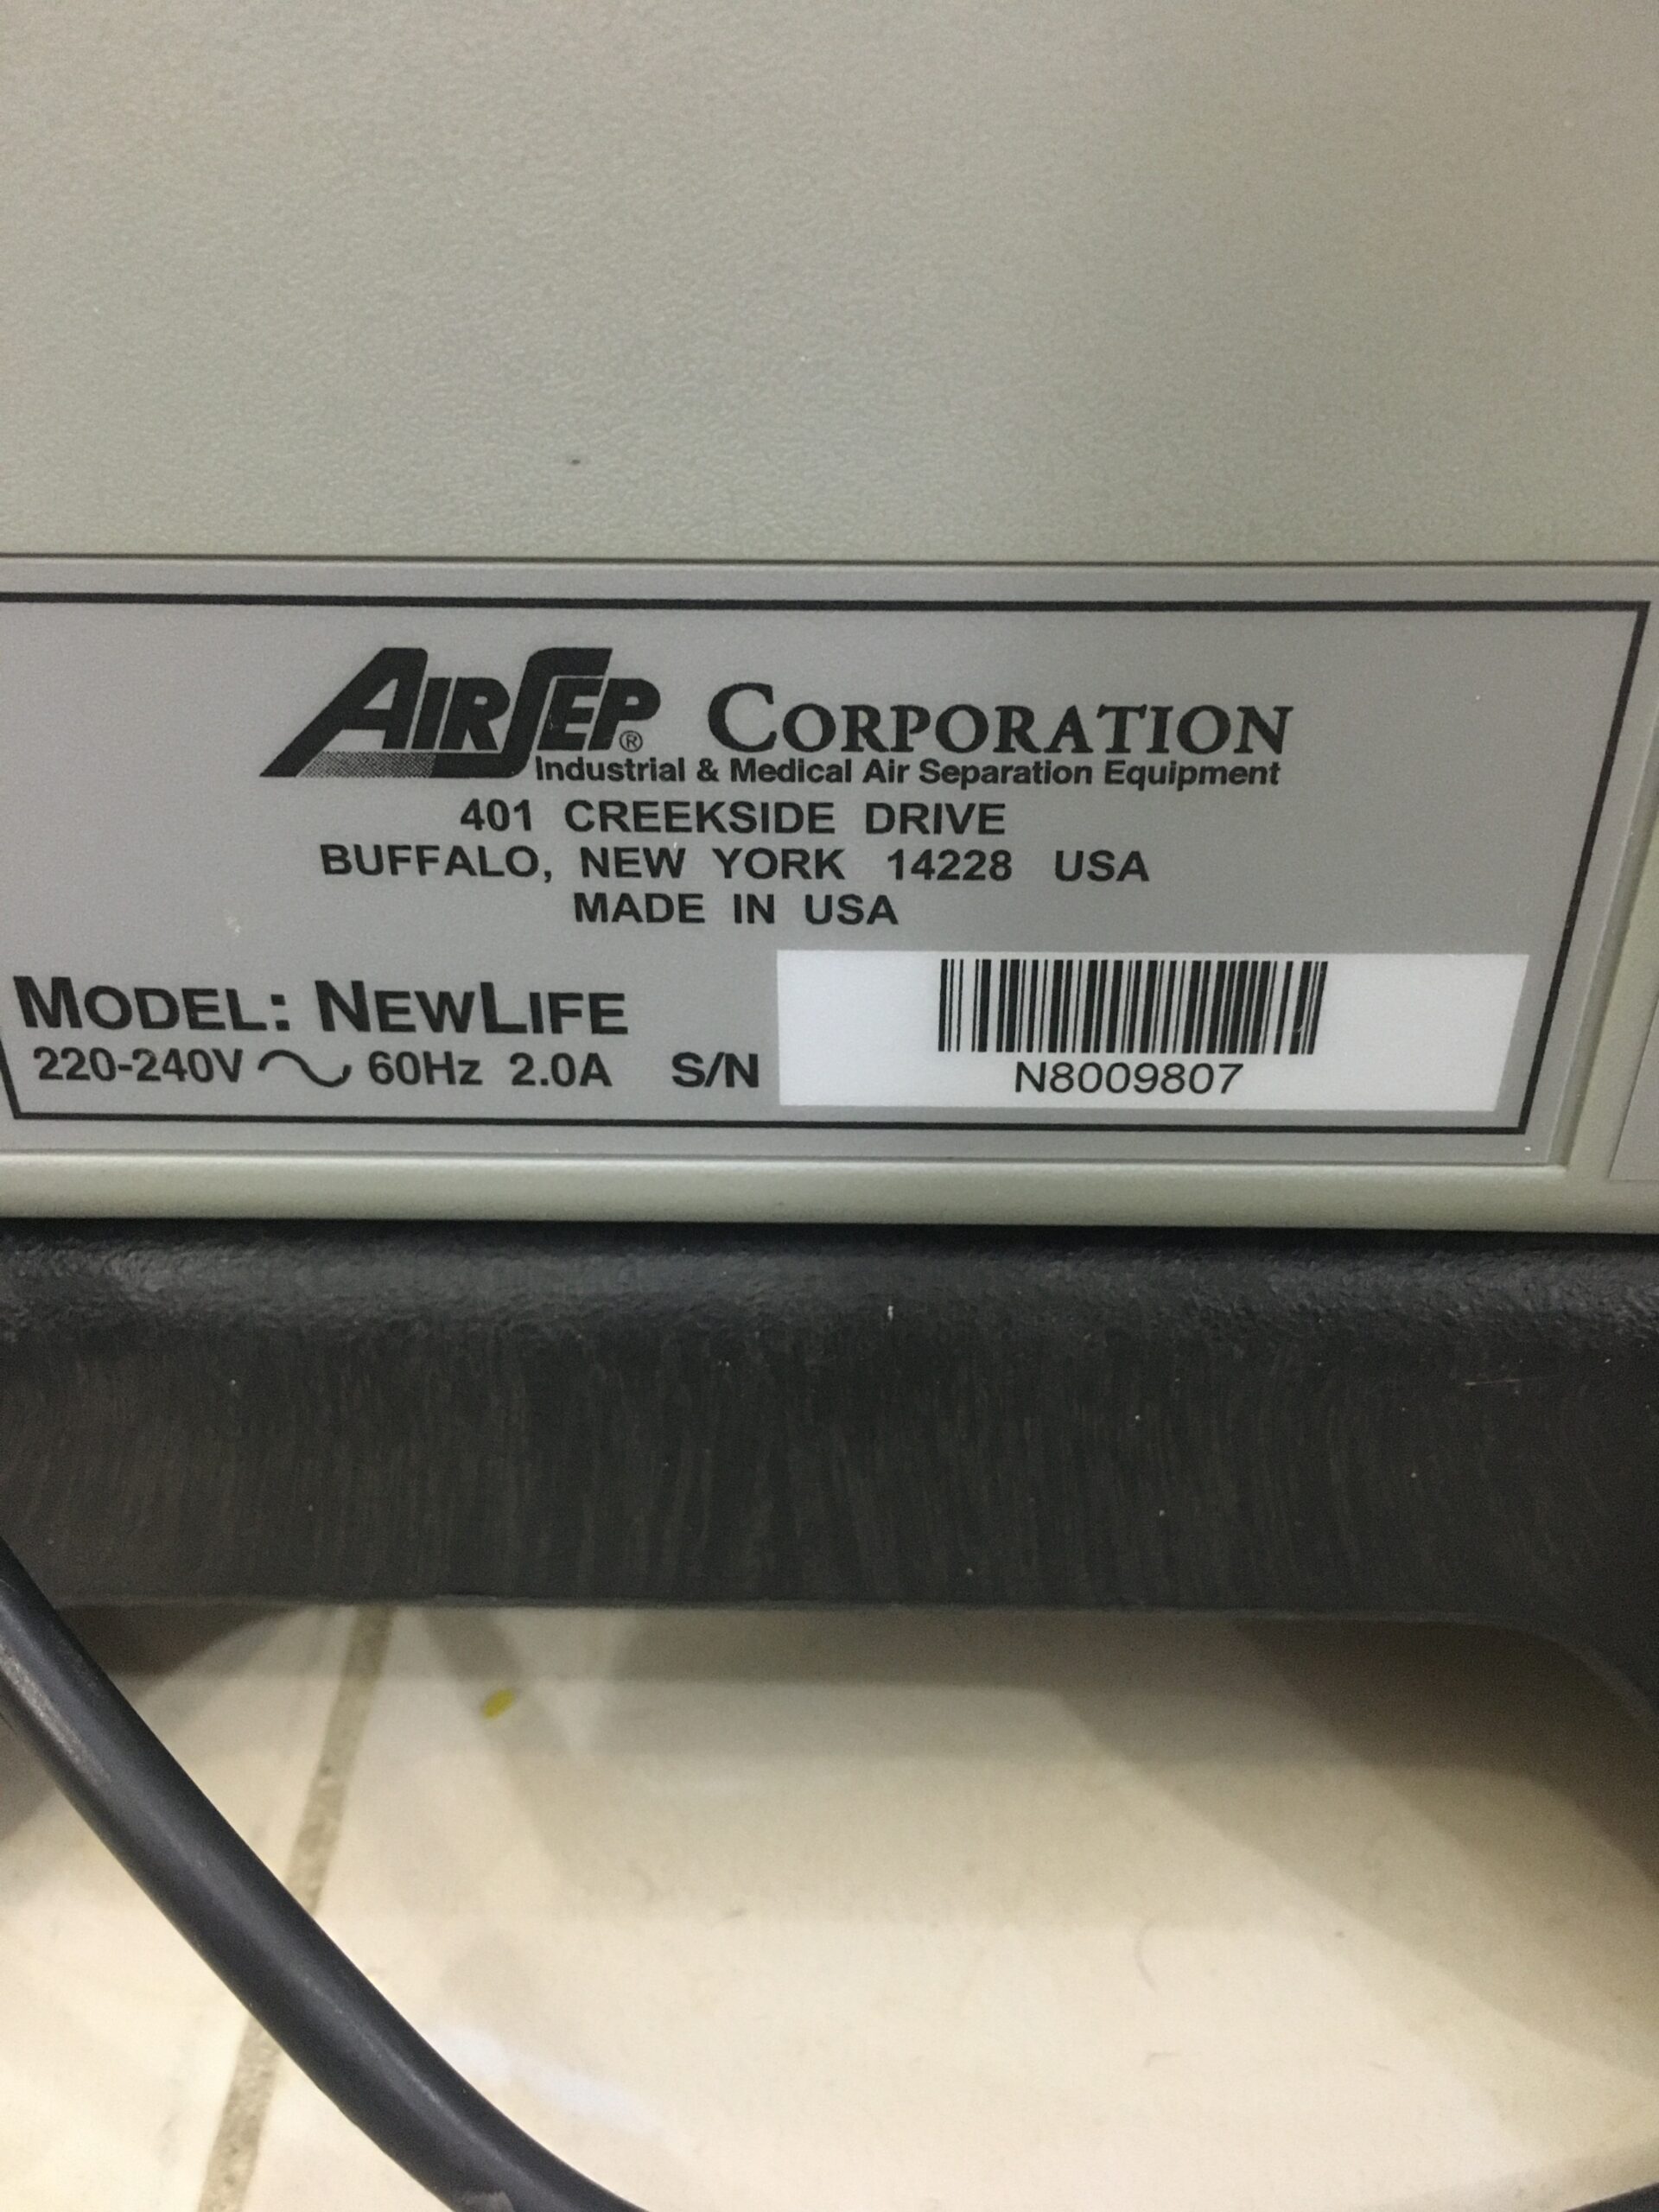 AIRSEP® CORPORATION
Industrial & Medical Air Separation Equipment
401 CREEKSIDE DRIVE
BUFFALO, NEW YORK 14228 USA
MADE IN USA
MODEL: NEWLIFE
220-240V ~ 60Hz 2.0A S/N N8009807